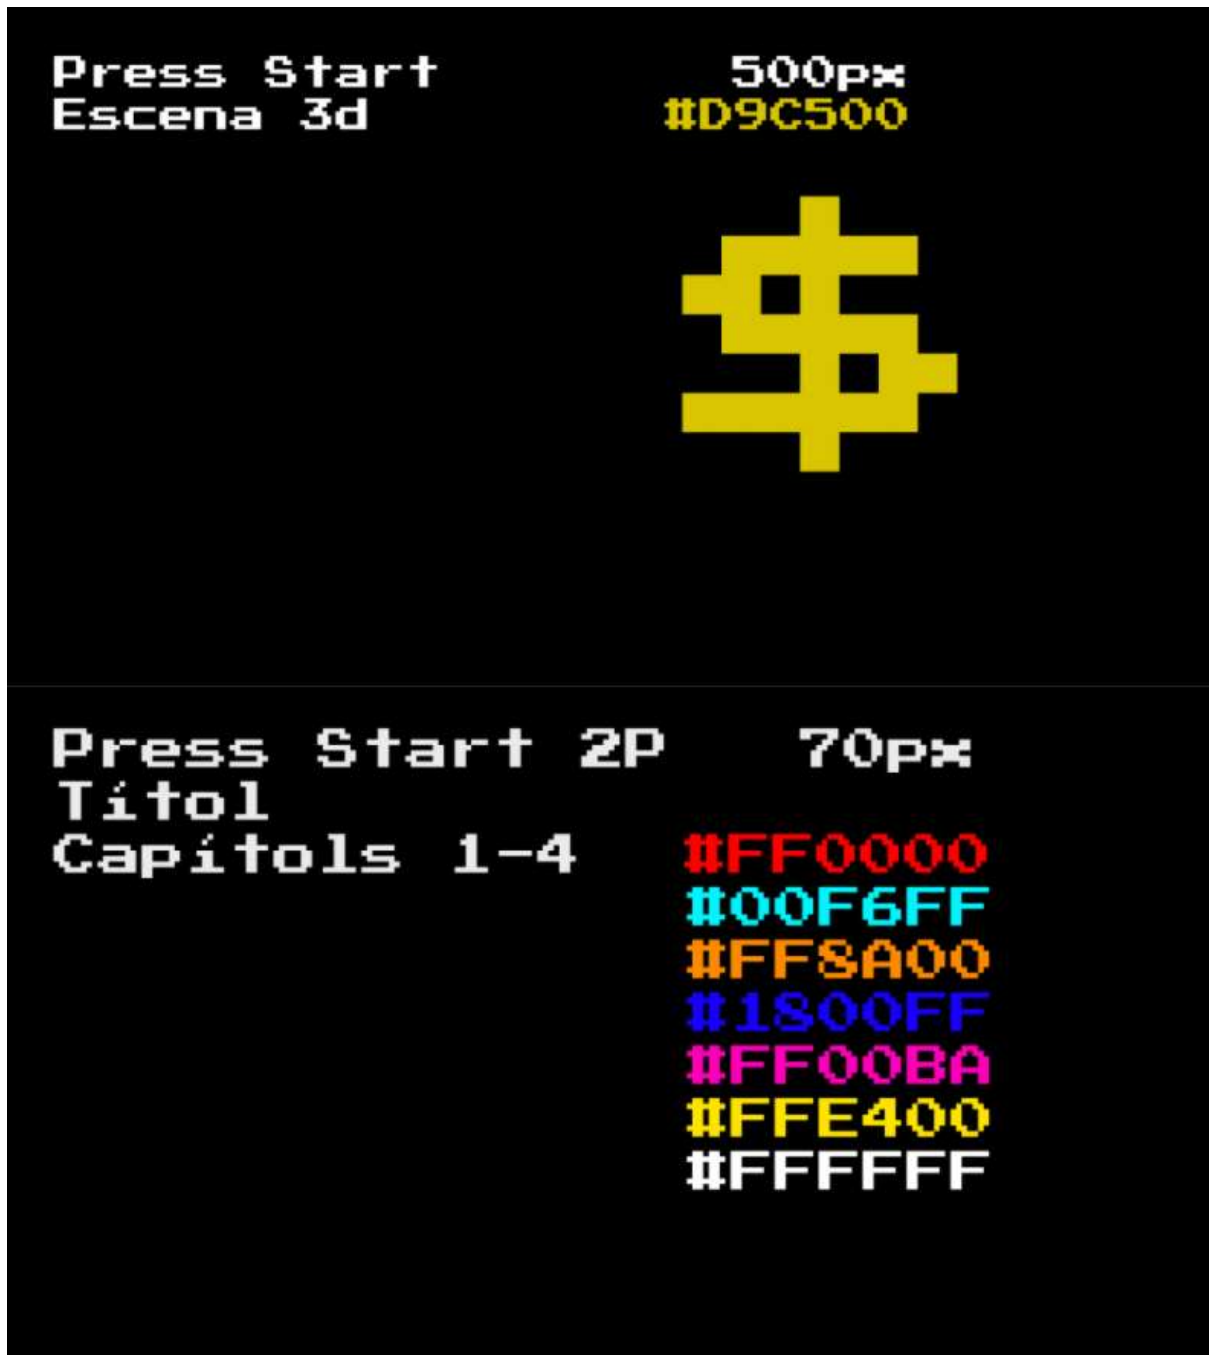 Press Start 500px
Escena 3d #D9C500
$
Press Start 2P 70px
Títol
Capítols 1-4 #FF0000
#00F6FF
#FF8A00
#1800FF
#FF00BA
#FFE400
#FFFFFF